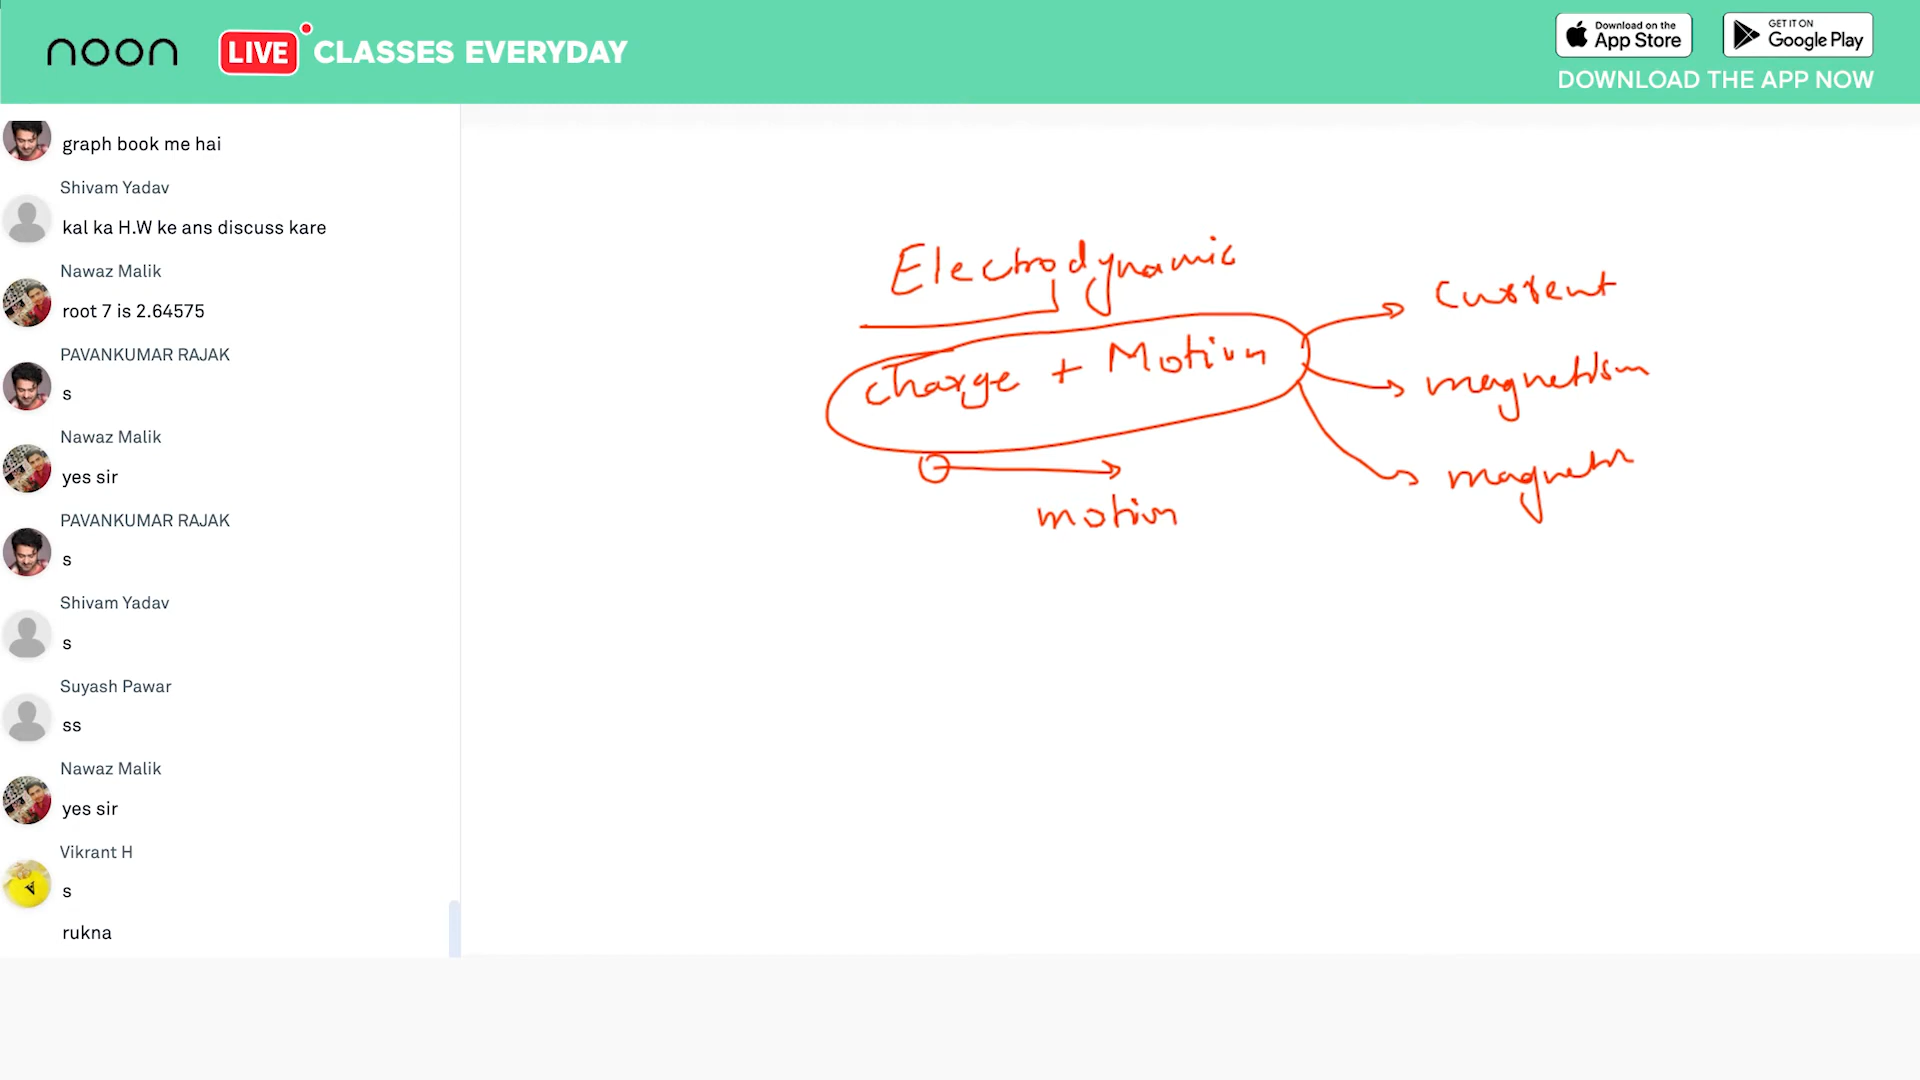 noon LIVE CLASSES EVERYDAY
Download on the App Store
GET IT ON Google Play
DOWNLOAD THE APP NOW
graph book me hai
Shivam Yadav
kal ka H.W ke ans discuss kare
Nawaz Malik
root 7 is 2.64575
PAVANKUMAR RAJAK
s
Nawaz Malik
yes sir
PAVANKUMAR RAJAK
s
Shivam Yadav
s
Suyash Pawar
ss
Nawaz Malik
yes sir
Vikrant H
s
rukna
Electrodynamic
charge + Motion
motion
Current
magnetism